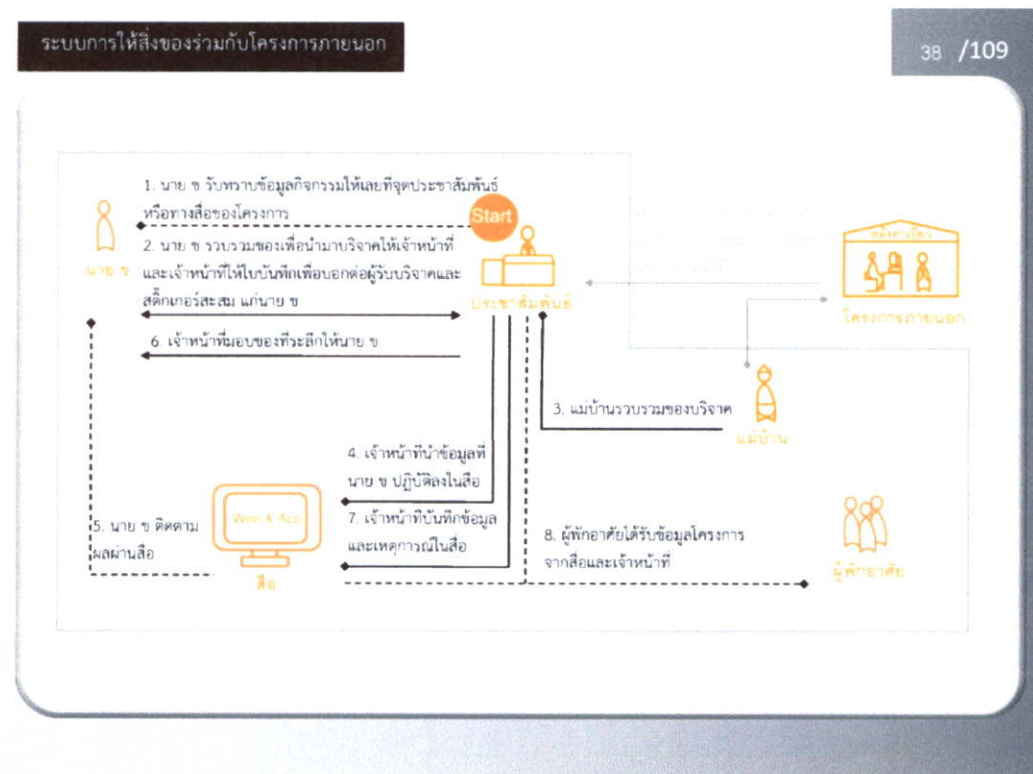 ระบบการให้สิ่งของร่วมกับโครงการภายนอก
38 /109
1. นาย ข รับทราบข้อมูลกิจกรรมให้เลยที่จุดประชาสัมพันธ์
หรือทางสื่อของโครงการ
Start
2. นาย ข รวบรวมของเพื่อนำมาบริจาคให้เจ้าหน้าที่
และเจ้าหน้าที่ให้ใบบันทึกเพื่อบอกต่อผู้รับบริจาคและ
สติ๊กเกอร์สะสม แก่นาย ข
นาย ข
ประชาสัมพันธ์
หลังคาเดียว
โครงการภายนอก
6. เจ้าหน้าที่มอบของที่ระลึกให้นาย ข
3. แม่บ้านรวบรวมของบริจาค
แม่บ้าน
4. เจ้าหน้าที่นำข้อมูลที่
นาย ข ปฏิบัติลงในสื่อ
Web & App
สื่อ
5. นาย ข ติดตาม
ผลผ่านสื่อ
7. เจ้าหน้าที่บันทึกข้อมูล
และเหตุการณ์ในสื่อ
8. ผู้พักอาศัยได้รับข้อมูลโครงการ
จากสื่อและเจ้าหน้าที่
ผู้พักอาศัย